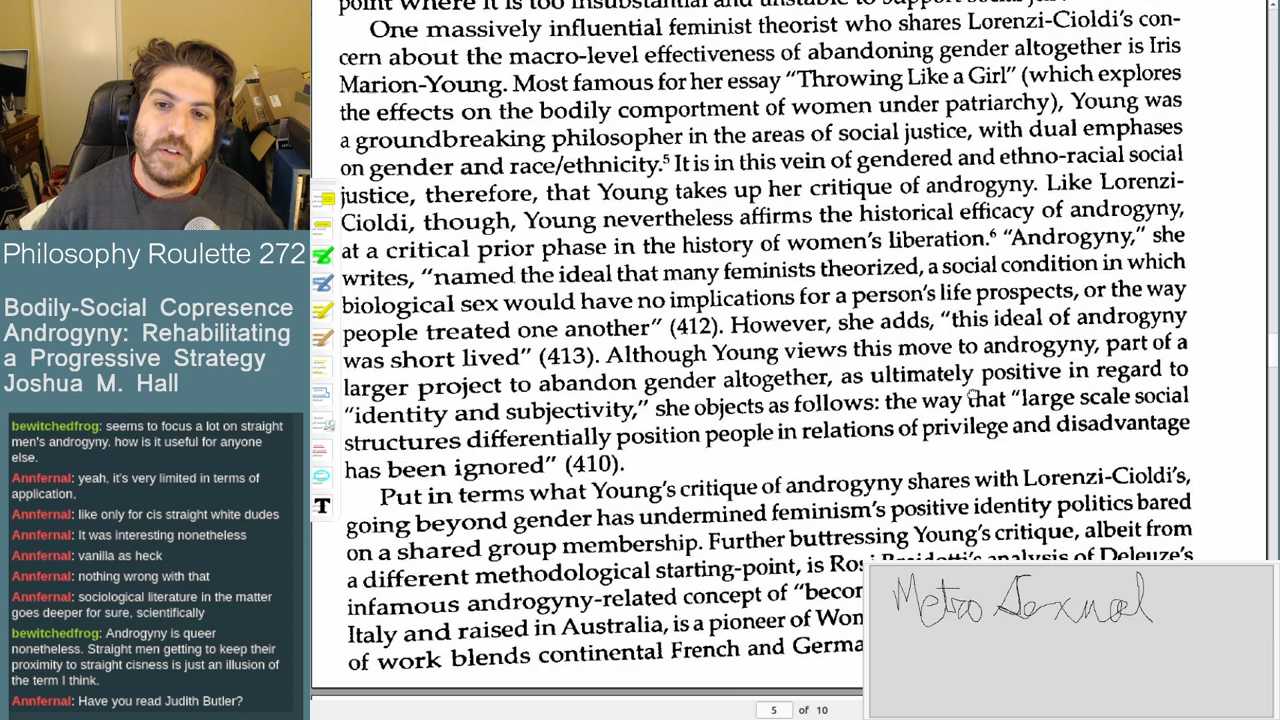 point where it is too insubstantial and unstable to support social
One massively influential feminist theorist who shares Lorenzi-Cioldi's con-
cern about the macro-level effectiveness of abandoning gender altogether is Iris
Marion-Young. Most famous for her essay "Throwing Like a Girl" (which explores
the effects on the bodily comportment of women under patriarchy), Young was
a groundbreaking philosopher in the areas of social justice, with dual emphases
on gender and race/ethnicity.5 It is in this vein of gendered and ethno-racial social
justice, therefore, that Young takes up her critique of androgyny. Like Lorenzi-
Cioldi, though, Young nevertheless affirms the historical efficacy of androgyny,
at a critical prior phase in the history of women's liberation.6 "Androgyny," she
writes, "named the ideal that many feminists theorized, a social condition in which
biological sex would have no implications for a person's life prospects, or the way
people treated one another" (412). However, she adds, "this ideal of androgyny
was short lived" (413). Although Young views this move to androgyny, part of a
larger project to abandon gender altogether, as ultimately positive in regard to
"identity and subjectivity," she objects as follows: the way that "large scale social
structures differentially position people in relations of privilege and disadvantage
has been ignored" (410).
Put in terms what Young's critique of androgyny shares with Lorenzi-Cioldi's,
going beyond gender has undermined feminism's positive identity politics bared
on a shared group membership. Further buttressing Young's critique, albeit from
a different methodological starting-point, is Rosi Braidotti's analysis of Deleuze's
infamous androgyny-related concept of "becom
Italy and raised in Australia, is a pioneer of Wom
of work blends continental French and Germa
5 of 10
Metro Sexual
T
Philosophy Roulette 272
Bodily-Social Copresence
Androgyny: Rehabilitating
a Progressive Strategy
Joshua M. Hall
bewitchedfrog: seems to focus a lot on straight
men's androgyny. how is it useful for anyone
else.
Annfernal: yeah, it's very limited in terms of
application,
Annfernal: like only for cis straight white dudes
Annfernal: It was interesting nonetheless
Annfernal: vanilla as heck
Annfernal: nothing wrong with that
Annfernal: sociological literature in the matter
goes deeper for sure, scientifically
bewitchedfrog: Androgyny is queer
nonetheless. Straight men getting to keep their
proximity to straight cisness is just an illusion of
the term I think.
Annfernal: Have you read Judith Butler?